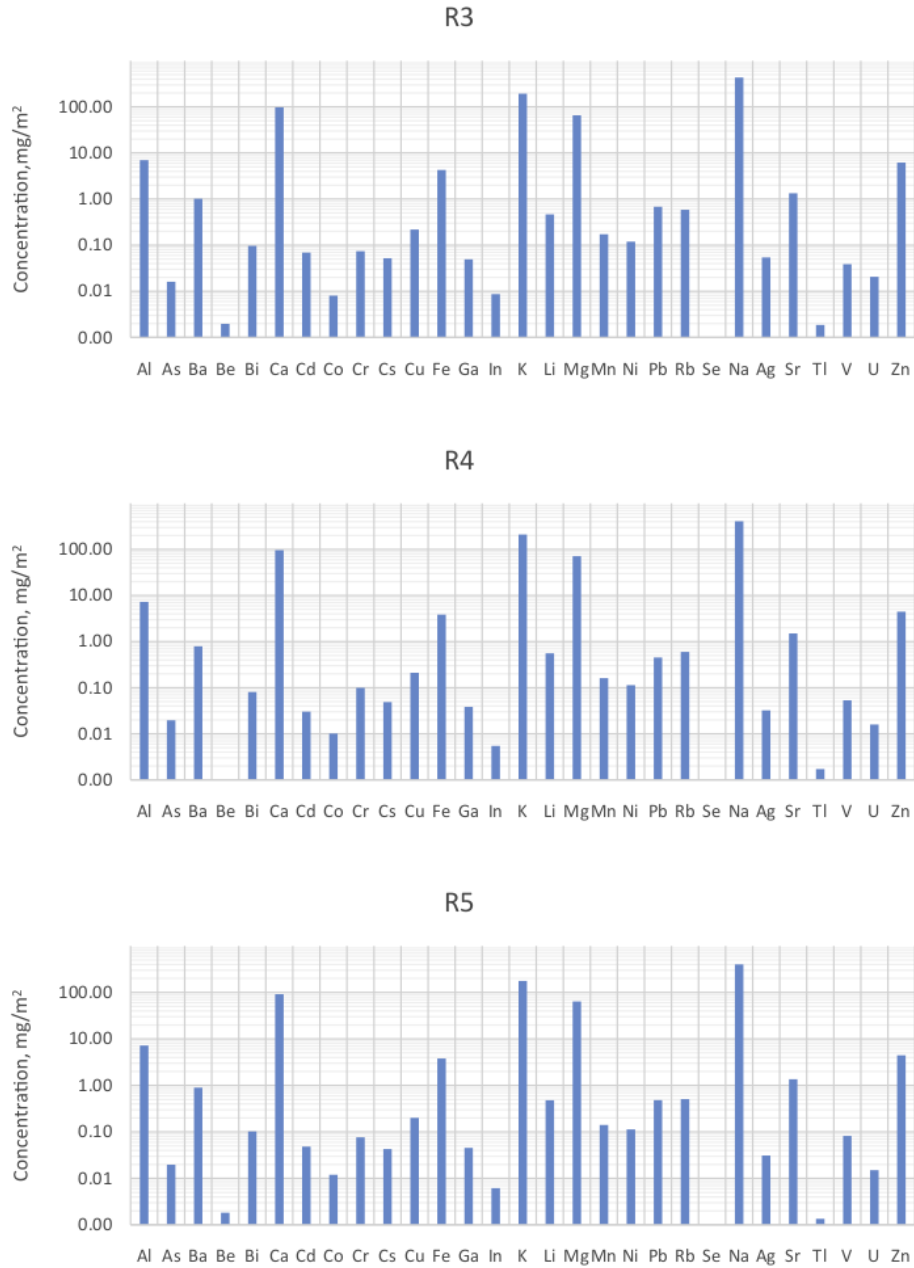 R3
Concentration,mg/m²
100.00
10.00
1.00
0.10
0.01
0.00
Al As Ba Be Bi Ca Cd Co Cr Cs Cu Fe Ga In K Li Mg Mn Ni Pb Rb Se Na Ag Sr Tl V U Zn
R4
Concentration, mg/m²
100.00
10.00
1.00
0.10
0.01
0.00
Al As Ba Be Bi Ca Cd Co Cr Cs Cu Fe Ga In K Li Mg Mn Ni Pb Rb Se Na Ag Sr Tl V U Zn
R5
Concentration, mg/m²
100.00
10.00
1.00
0.10
0.01
0.00
Al As Ba Be Bi Ca Cd Co Cr Cs Cu Fe Ga In K Li Mg Mn Ni Pb Rb Se Na Ag Sr Tl V U Zn